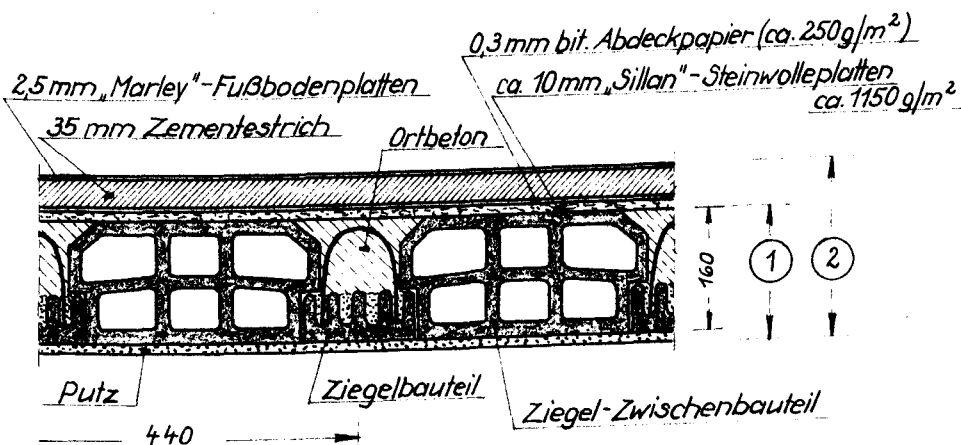 0,3 mm bit. Abdeckpapier (ca. 250 g/m²)
2,5 mm „Marley"-Fußbodenplatten
ca. 10 mm „Sillan"-Steinwolleplatten
ca. 1150 g/m²
35 mm Zementestrich
Ortbeton
160
1
2
Putz
Ziegelbauteil
Ziegel-Zwischenbauteil
440